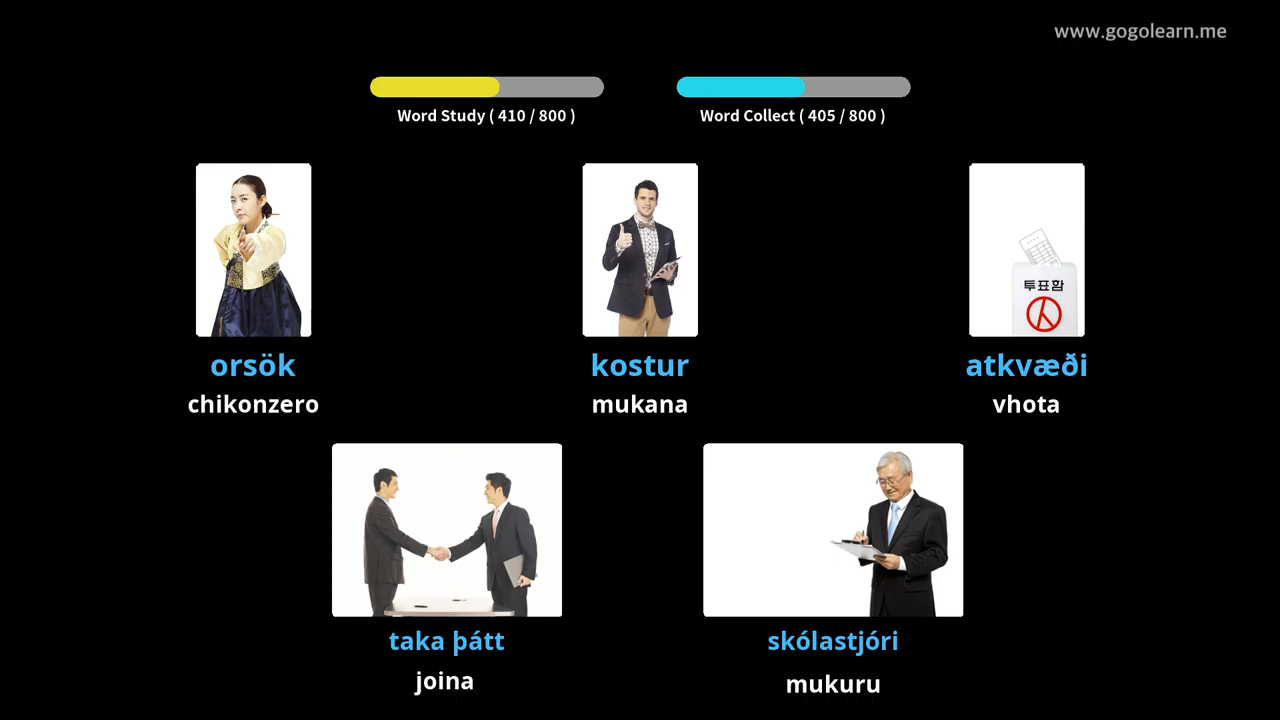 www.gogolearn.me
Word Study ( 410 / 800 )
Word Collect ( 405 / 800 )
투표함
orsök
kostur
atkvæði
chikonzero
mukana
vhota
taka þátt
skólastjóri
joina
mukuru